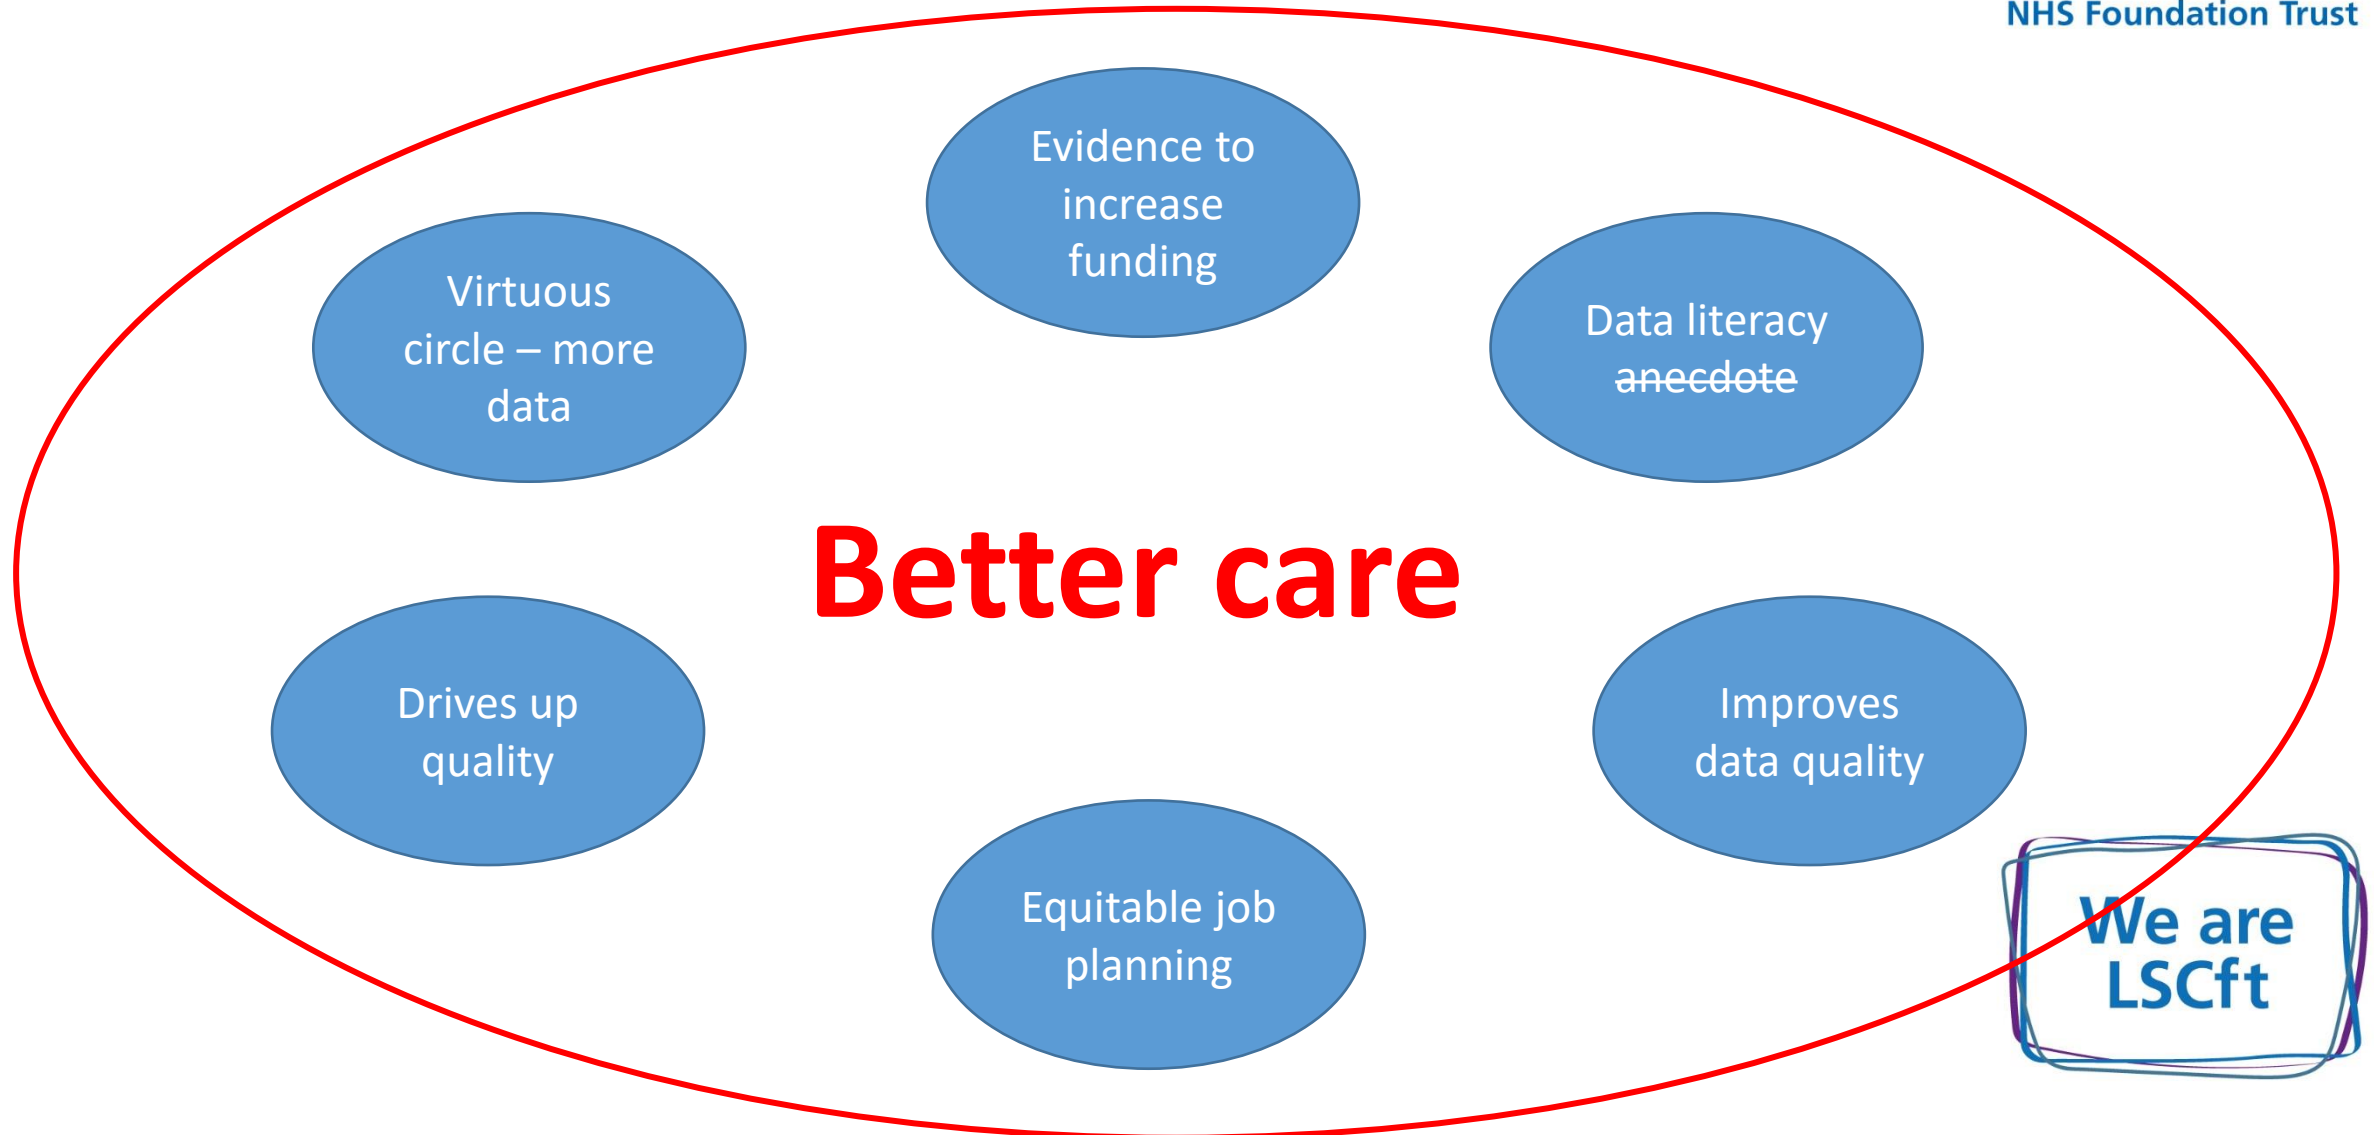 NHS Foundation Trust
Evidence to
increase
funding
Virtuous
circle – more
data
Data literacy
anecdote
Better care
Drives up
quality
Improves
data quality
Equitable job
planning
We are
LSCft